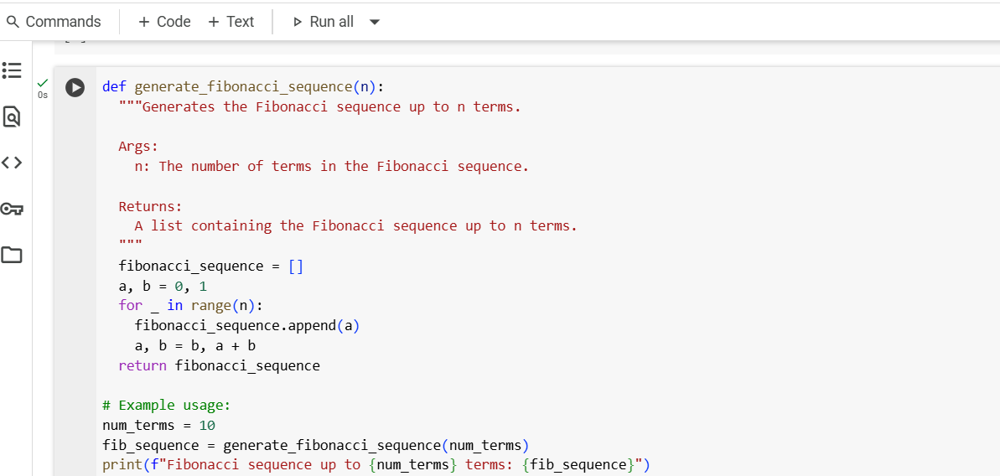 Commands + Code + Text Run all
0s
def generate_fibonacci_sequence(n):
  """Generates the Fibonacci sequence up to n terms.

  Args:
    n: The number of terms in the Fibonacci sequence.

  Returns:
    A list containing the Fibonacci sequence up to n terms.
  """
  fibonacci_sequence = []
  a, b = 0, 1
  for _ in range(n):
    fibonacci_sequence.append(a)
    a, b = b, a + b
  return fibonacci_sequence

# Example usage:
num_terms = 10
fib_sequence = generate_fibonacci_sequence(num_terms)
print(f"Fibonacci sequence up to {num_terms} terms: {fib_sequence}")